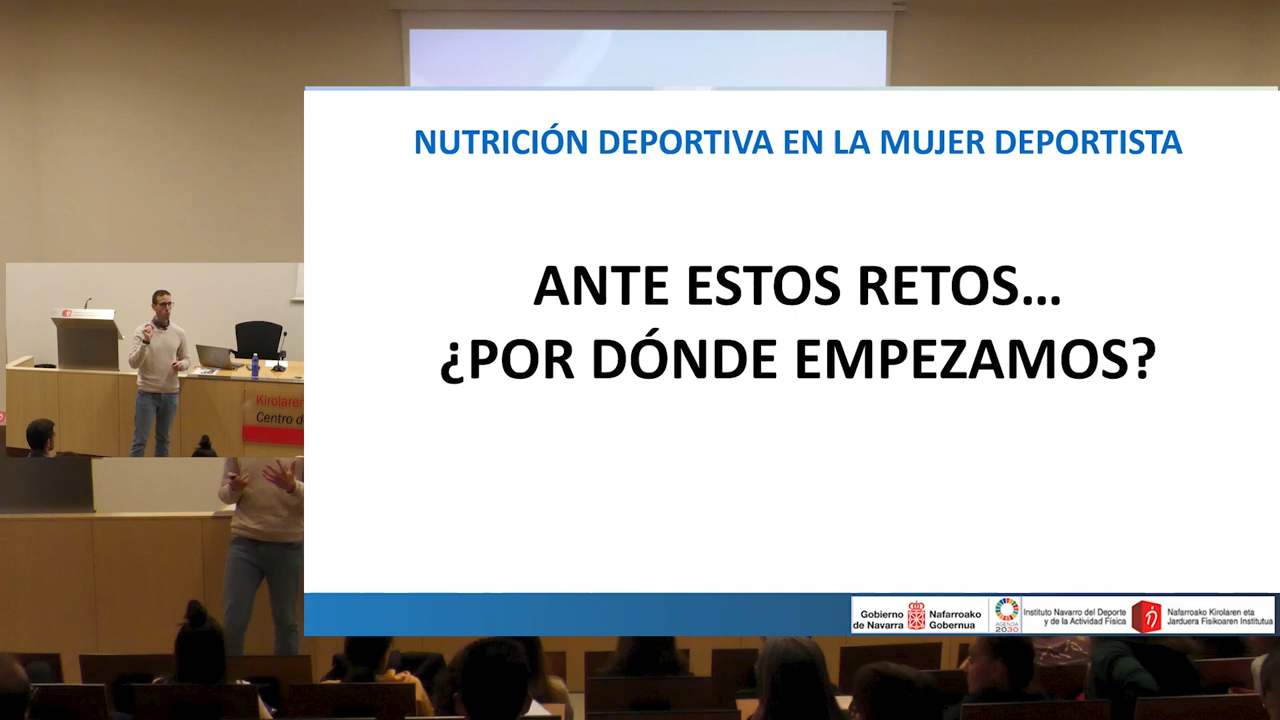 NUTRICIÓN DEPORTIVA EN LA MUJER DEPORTISTA
ANTE ESTOS RETOS...
¿POR DÓNDE EMPEZAMOS?
Kirolaren
Centro d
Gobierno
de Navarra
Nafarroako
Gobernua
AGENDA
2030
Instituto Navarro del Deporte
y de la Actividad Física
Nafarroako Kirolaren eta
Jarduera Fisikoaren Institutua